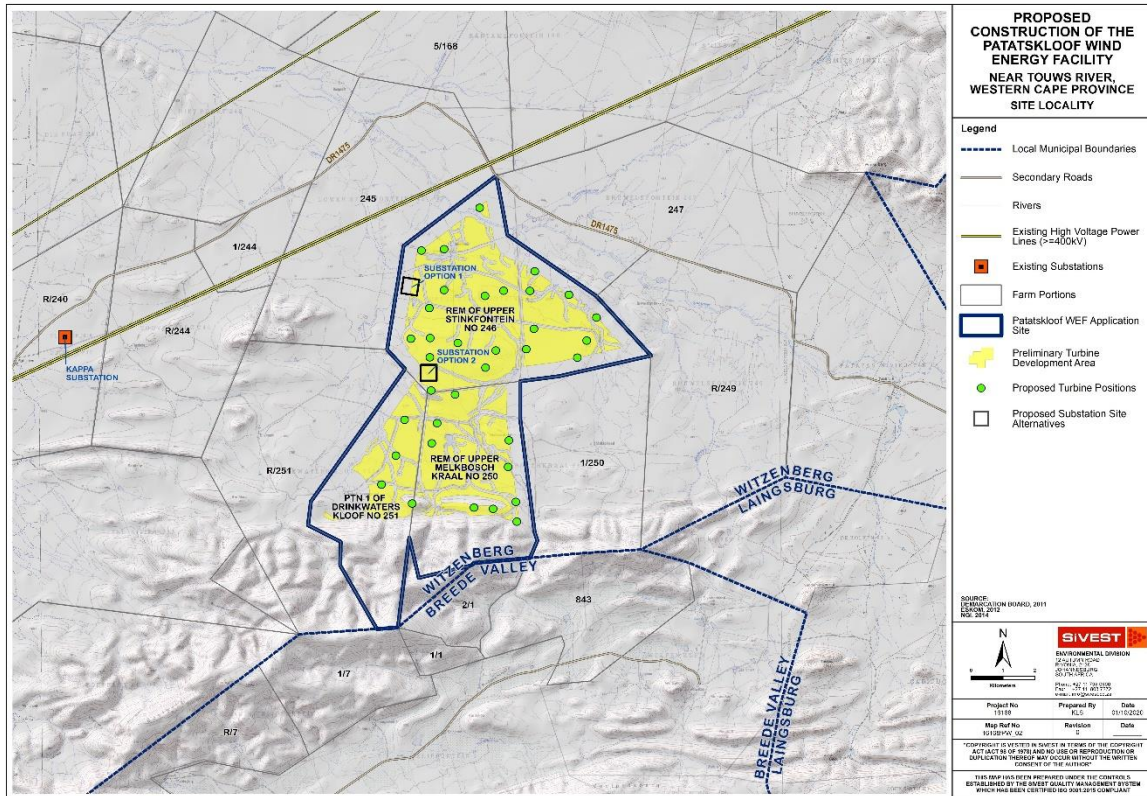 5/168
DR1475
245
247
1/244
DR1475
SUBSTATION
OPTION 1
R/240
REM OF UPPER
STINKFONTEIN
NO 246
R/244
SUBSTATION
OPTION 2
KAPPA
SUBSTATION
R/249
R/251
REM OF UPPER
MELKBOSCH
KRAAL NO 250
1/250
PTN 1 OF
DRINKWATERS
KLOOF NO 251
WITZENBERG
LAINGSBURG
WITZENBERG
BREEDE VALLEY
2/1
843
1/1
1/7
R/7
BREEDE VALLEY
LAINGSBURG
PROPOSED
CONSTRUCTION OF THE
PATATSKLOOF WIND
ENERGY FACILITY
NEAR TOUWS RIVER,
WESTERN CAPE PROVINCE
SITE LOCALITY
Legend
Local Municipal Boundaries
Secondary Roads
Rivers
Existing High Voltage Power
Lines (>=400kV)
Existing Substations
Farm Portions
Patatskloof WEF Application
Site
Preliminary Turbine
Development Area
Proposed Turbine Positions
Proposed Substation Site
Alternatives
SOURCE:
DEMARCATION BOARD, 2011
ESKOM, 2012
NGI, 2014
N
Kilometers
SiVEST
ENVIRONMENTAL DIVISION
SOUTH AFRICA
Project No
Prepared By
KLS
Date
01/10/2020
Map Ref No
Revision
0
Date
"COPYRIGHT IS VESTED IN SIVEST IN TERMS OF THE COPYRIGHT
ACT (ACT 98 OF 1978) AND NO USE OR REPRODUCTION OR
DUPLICATION THEREOF MAY OCCUR WITHOUT THE WRITTEN
CONSENT OF THE AUTHOR"
THIS MAP HAS BEEN PREPARED UNDER THE CONTROLS
ESTABLISHED BY THE SIVEST QUALITY MANAGEMENT SYSTEM
WHICH HAS BEEN CERTIFIED ISO 9001:2015 COMPLIANT